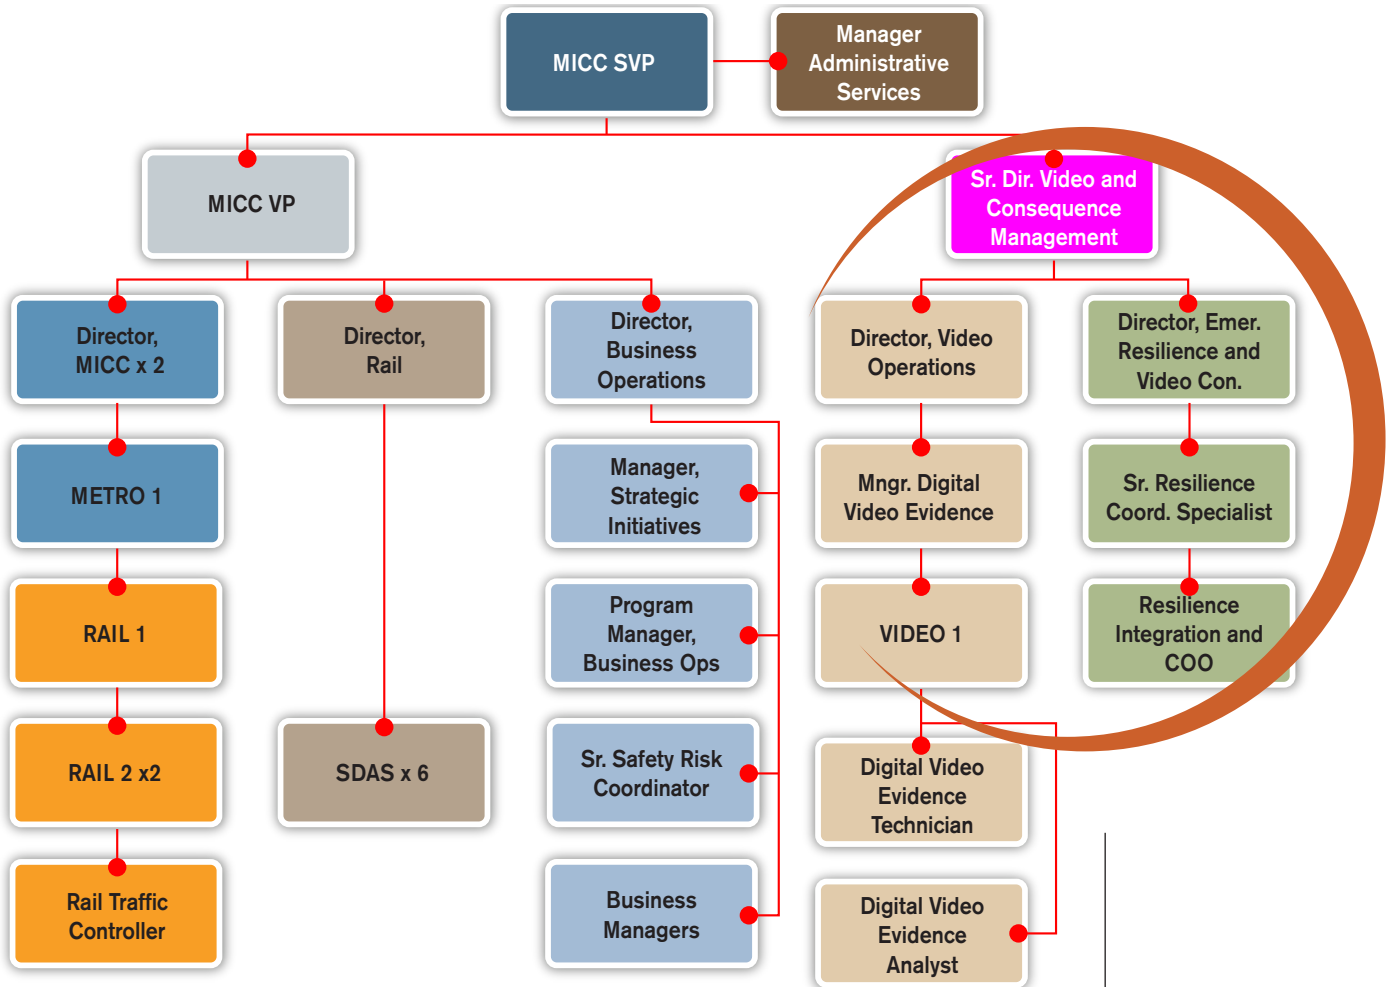 MICC SVP
Manager
Administrative
Services
MICC VP
Sr. Dir. Video and
Consequence
Management
Director,
MICC x 2
Director,
Rail
Director,
Business
Operations
Director, Video
Operations
Director, Emer.
Resilience and
Video Con.
METRO 1
Manager,
Strategic
Initiatives
Mngr. Digital
Video Evidence
Sr. Resilience
Coord. Specialist
RAIL 1
Program
Manager,
Business Ops
VIDEO 1
Resilience
Integration and
COO
RAIL 2 x2
SDAS x 6
Sr. Safety Risk
Coordinator
Digital Video
Evidence
Technician
Rail Traffic
Controller
Business
Managers
Digital Video
Evidence
Analyst